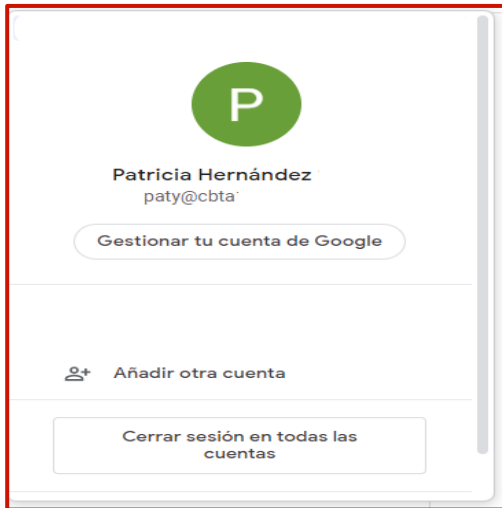 P
Patricia Hernández
paty@cbta
Gestionar tu cuenta de Google
Añadir otra cuenta
Cerrar sesión en todas las
cuentas